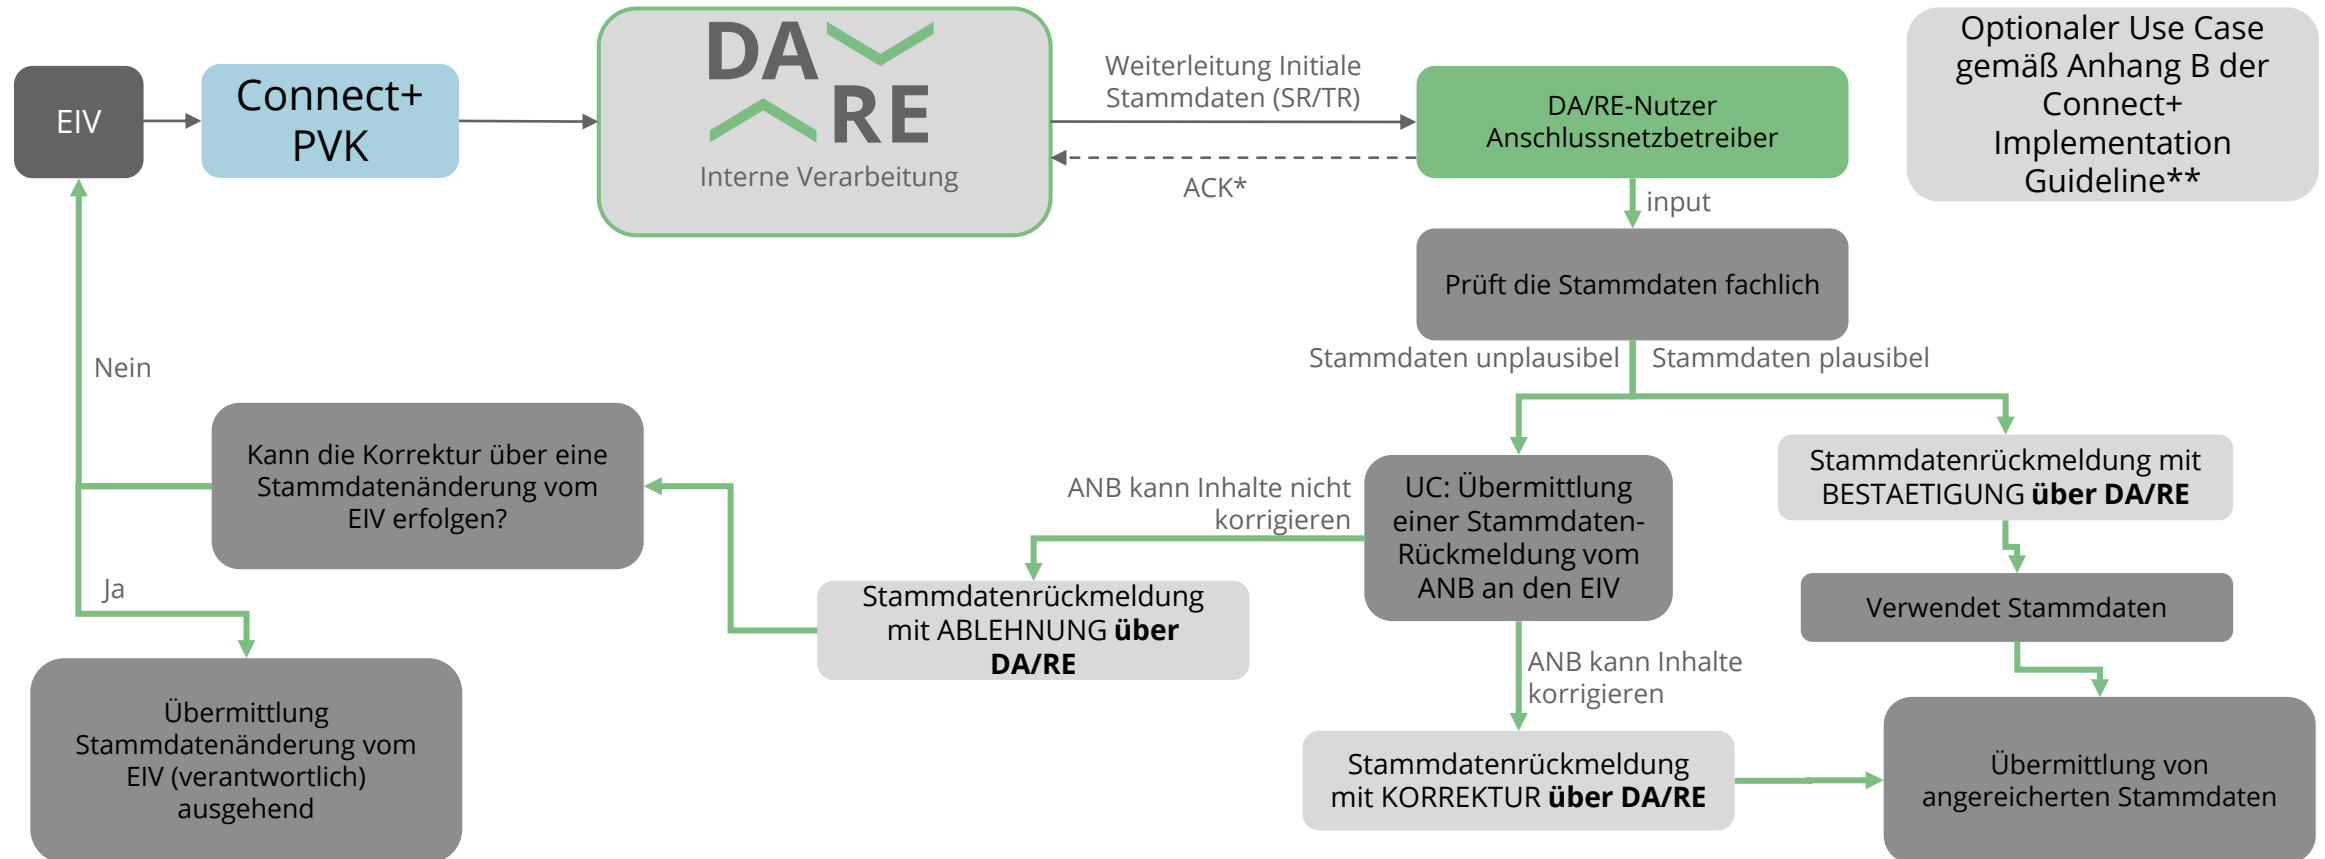 EIV
Connect+
PVK
DA
RE
Interne Verarbeitung
Weiterleitung Initiale
Stammdaten (SR/TR)
ACK*
DA/RE-Nutzer
Anschlussnetzbetreiber
Optionaler Use Case
gemäß Anhang B der
Connect+
Implementation
Guideline**
input
Prüft die Stammdaten fachlich
Stammdaten unplausibel
Stammdaten plausibel
Nein
Kann die Korrektur über eine
Stammdatenänderung vom
EIV erfolgen?
ANB kann Inhalte nicht
korrigieren
UC: Übermittlung
einer Stammdaten-
Rückmeldung vom
ANB an den EIV
Stammdatenrückmeldung mit
BESTAETIGUNG über DA/RE
Ja
Stammdatenrückmeldung
mit ABLEHNUNG über
DA/RE
Verwendet Stammdaten
ANB kann Inhalte
korrigieren
Übermittlung
Stammdatenänderung vom
EIV (verantwortlich)
ausgehend
Stammdatenrückmeldung
mit KORREKTUR über DA/RE
Übermittlung von
angereicherten Stammdaten